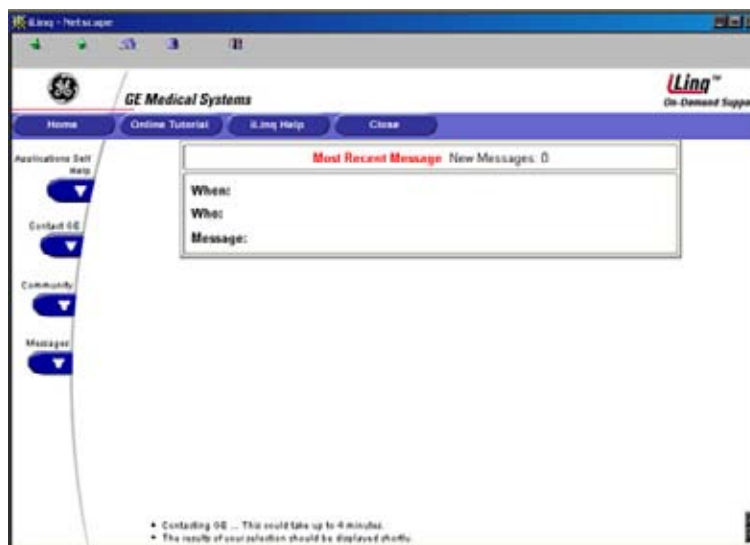 iLinq - Netscape
GE Medical Systems
iLinq™
On-Demand Suppo
Home Online Tutorial iLinq Help Close
Applications Self
Help
Most Recent Message New Messages 0
When:
Who:
Contact GE
Message:
Community
Messages
• Contacting GE ... This could take up to 4 minutes.
• The results of your selection should be displayed shortly.